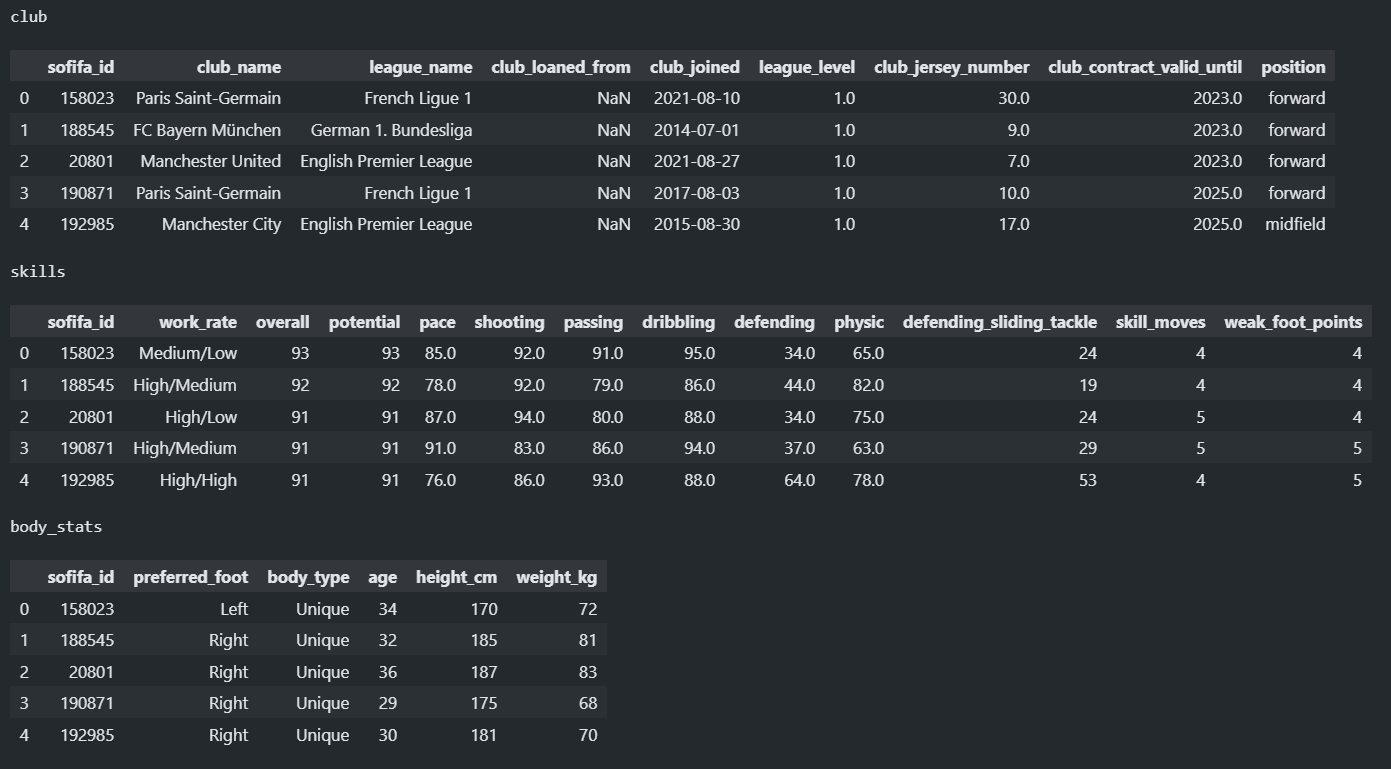 club
sofifa_id club_name league_name club_loaned_from club_joined league_level club_jersey_number club_contract_valid_until position
0 158023 Paris Saint-Germain French Ligue 1 NaN 2021-08-10 1.0 30.0 2023.0 forward
1 188545 FC Bayern München German 1. Bundesliga NaN 2014-07-01 1.0 9.0 2023.0 forward
2 20801 Manchester United English Premier League NaN 2021-08-27 1.0 7.0 2023.0 forward
3 190871 Paris Saint-Germain French Ligue 1 NaN 2017-08-03 1.0 10.0 2025.0 forward
4 192985 Manchester City English Premier League NaN 2015-08-30 1.0 17.0 2025.0 midfield
skills
sofifa_id work_rate overall potential pace shooting passing dribbling defending physic defending_sliding_tackle skill_moves weak_foot_points
0 158023 Medium/Low 93 93 85.0 92.0 91.0 95.0 34.0 65.0 24 4 4
1 188545 High/Medium 92 92 78.0 92.0 79.0 86.0 44.0 82.0 19 4 4
2 20801 High/Low 91 91 87.0 94.0 80.0 88.0 34.0 75.0 24 5 4
3 190871 High/Medium 91 91 91.0 83.0 86.0 94.0 37.0 63.0 29 5 5
4 192985 High/High 91 91 76.0 86.0 93.0 88.0 64.0 78.0 53 4 5
body_stats
sofifa_id preferred_foot body_type age height_cm weight_kg
0 158023 Left Unique 34 170 72
1 188545 Right Unique 32 185 81
2 20801 Right Unique 36 187 83
3 190871 Right Unique 29 175 68
4 192985 Right Unique 30 181 70